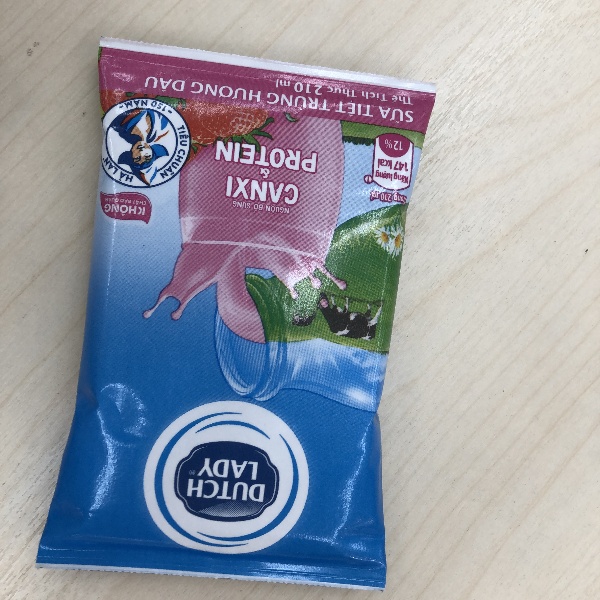 DUTCH
LADY
NGUỒN BỔ SUNG
CANXI
&
PROTEIN
KHÔNG
TIÊU CHUẨN
HÀ LAN
150 NĂM
Năng lượng
147 kcal
12%
SỮA TIỆT TRÙNG HƯƠNG DÂU
Thể Tích Thực 210 ml